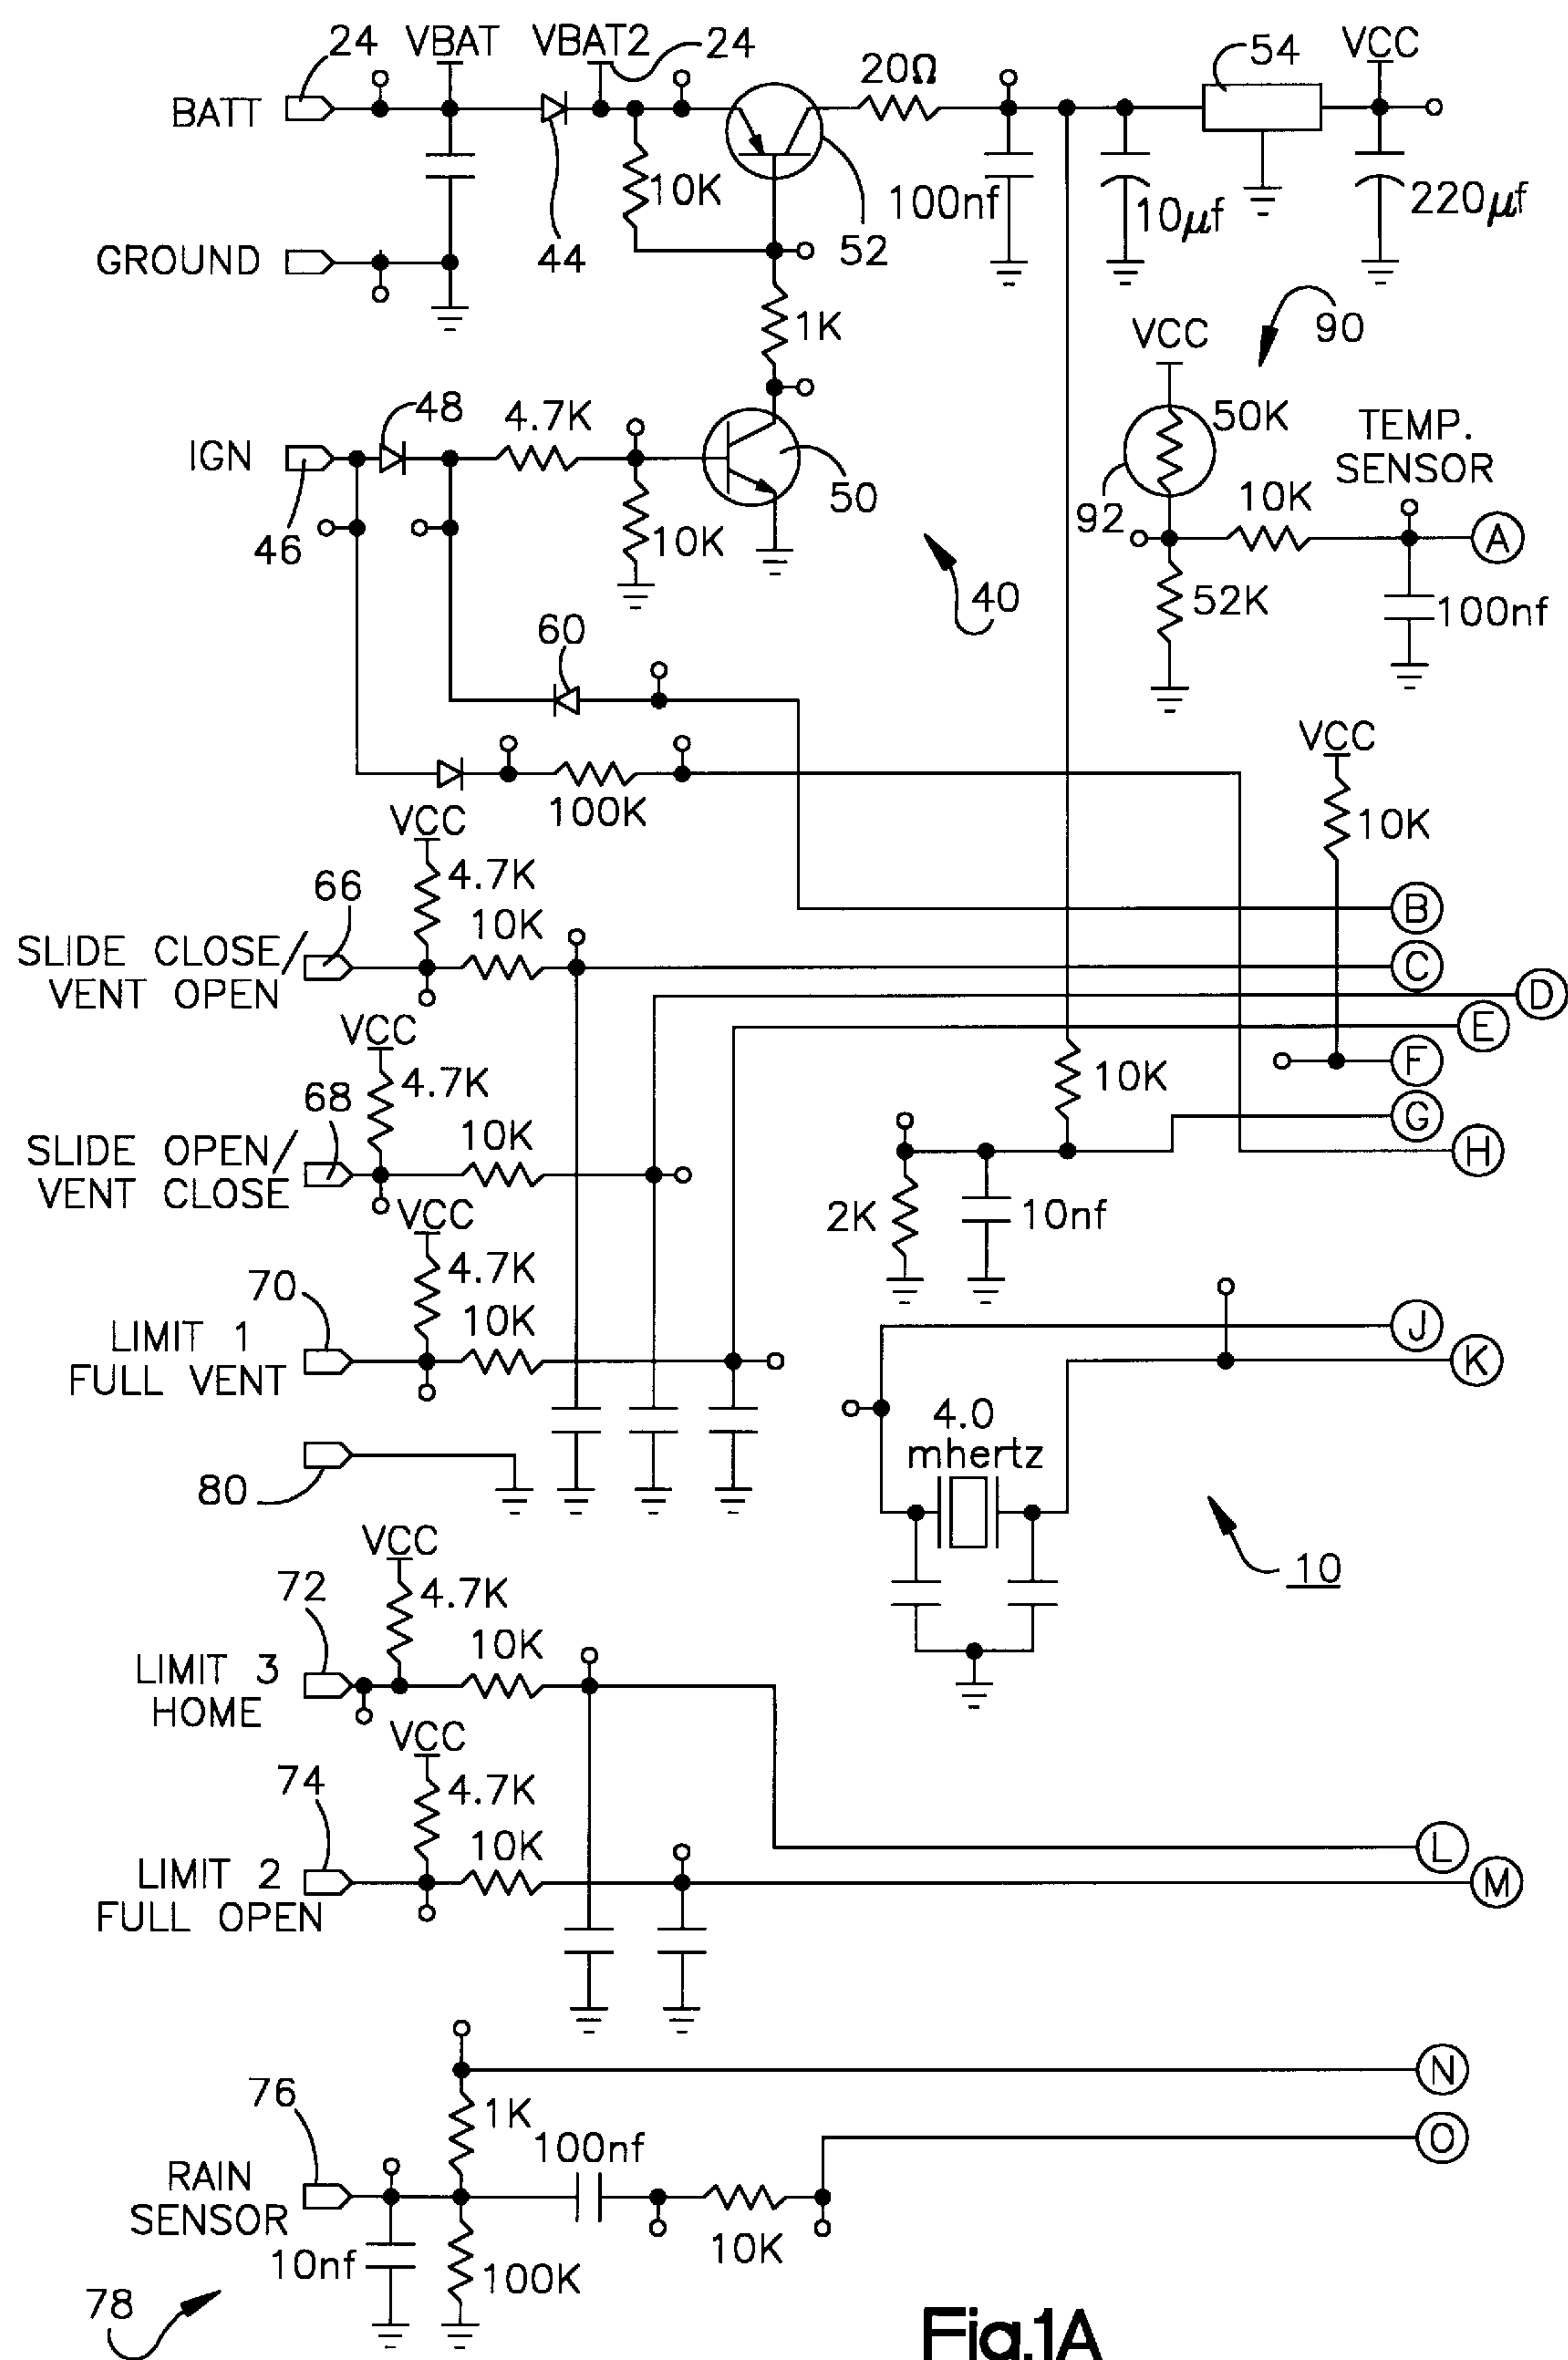 24 VBAT VBAT2 24 20Ω 54 VCC
BATT
10K 100nf 10μf 220μf
GROUND 44 52
1K VCC 90
48 4.7K 50K TEMP.
IGN SENSOR
46 10K 50 92 10K A
40 52K 100nf
60
VCC
100K 10K
VCC
66 4.7K
10K B
SLIDE CLOSE/ C
VENT OPEN D
VCC E
4.7K F
68 10K
10K G
SLIDE OPEN/ H
VENT CLOSE
VCC 2K 10nf
4.7K
70 10K
LIMIT 1 J
FULL VENT K
4.0
mhertz
80
VCC
72 4.7K 10
10K
LIMIT 3
HOME
VCC
74 4.7K
10K L
LIMIT 2 M
FULL OPEN
N
76 1K
100nf O
RAIN
SENSOR
10nf 100K 10K
78
Fig.1A